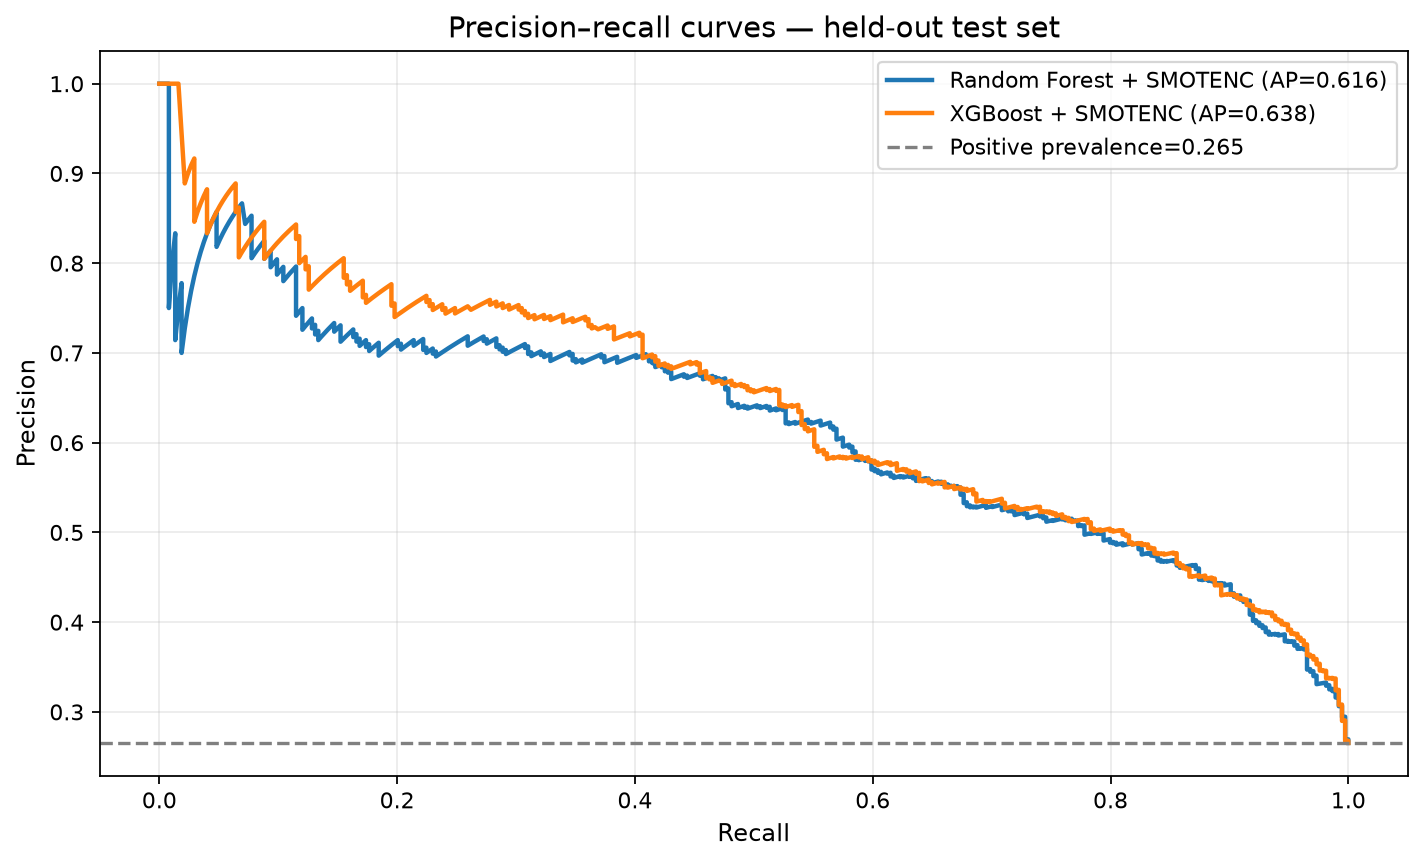 Precision–recall curves — held-out test set
Random Forest + SMOTENC (AP=0.616)
XGBoost + SMOTENC (AP=0.638)
Positive prevalence=0.265
Precision
1.0
0.9
0.8
0.7
0.6
0.5
0.4
0.3
0.0 0.2 0.4 0.6 0.8 1.0
Recall